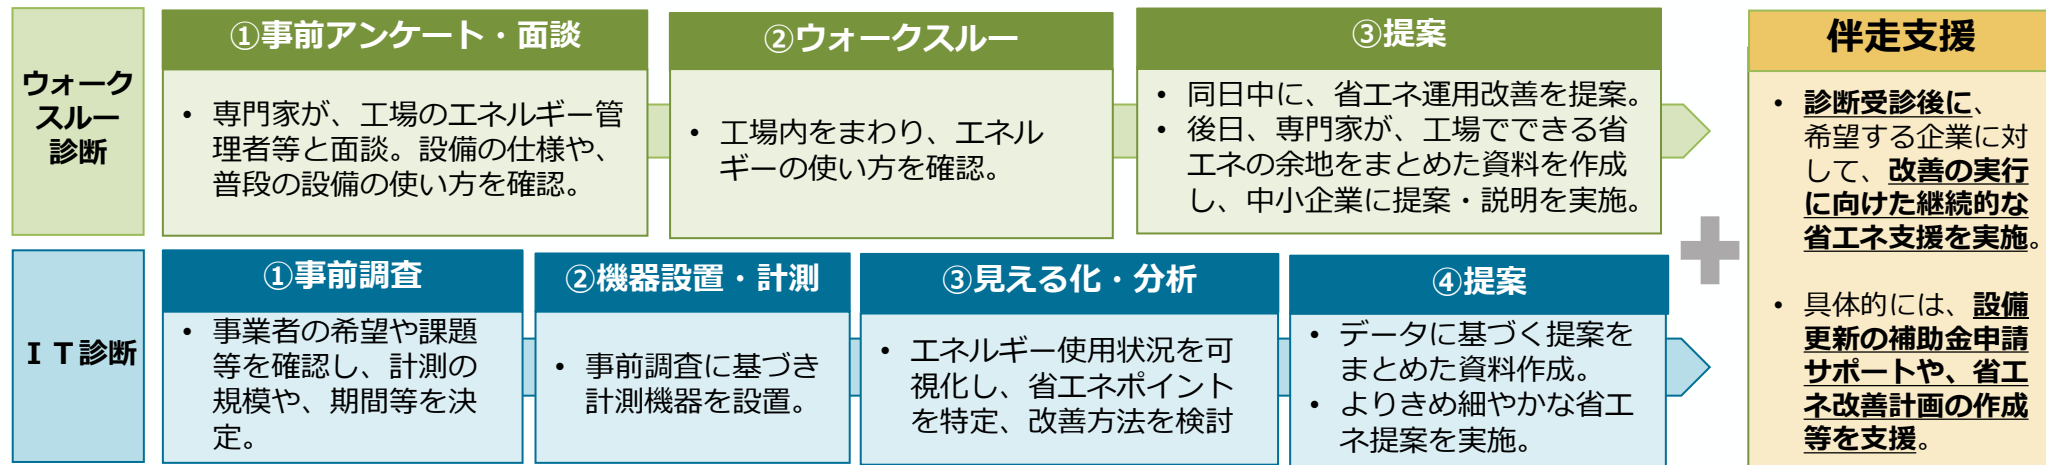 ウォーク
スルー
診断
①事前アンケート・面談
• 専門家が、工場のエネルギー管
理者等と面談。設備の仕様や、
普段の設備の使い方を確認。
②ウォークスルー
• 工場内をまわり、エネル
ギーの使い方を確認。
③提案
• 同日中に、省エネ運用改善を提案。
• 後日、専門家が、工場でできる省
エネの余地をまとめた資料を作成
し、中小企業に提案・説明を実施。
ＩＴ診断
①事前調査
• 事業者の希望や課題
等を確認し、計測の
規模や、期間等を決
定。
②機器設置・計測
• 事前調査に基づき
計測機器を設置。
③見える化・分析
• エネルギー使用状況を可
視化し、省エネポイント
を特定、改善方法を検討
④提案
• データに基づく提案を
まとめた資料作成。
• よりきめ細やかな省エ
ネ提案を実施。
伴走支援
• 診断受診後に、
希望する企業に対
して、改善の実行
に向けた継続的な
省エネ支援を実施。
• 具体的には、設備
更新の補助金申請
サポートや、省エ
ネ改善計画の作成
等を支援。